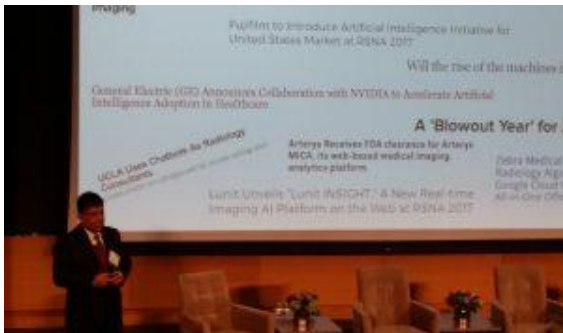 Imaging
Fujifilm to Introduce Artificial Intelligence Initiative for
United States Market at RSNA 2017
Will the rise of the machines
General Electric (GE) Announces Collaboration with NVIDIA to Accelerate Artificial
Intelligence Adoption in Healthcare
A 'Blowout Year' for
UCLA Uses Chatbots As Radiology
Consultants
Arterys Receives FDA clearance for Arterys
MICA, its web-based medical imaging
analytics platform
Zebra Medical
Radiology
Google Cloud
All-in-One
Lunit Unveils "Lunit INSIGHT," A New Real-time
Imaging AI Platform on the Web at RSNA 2017